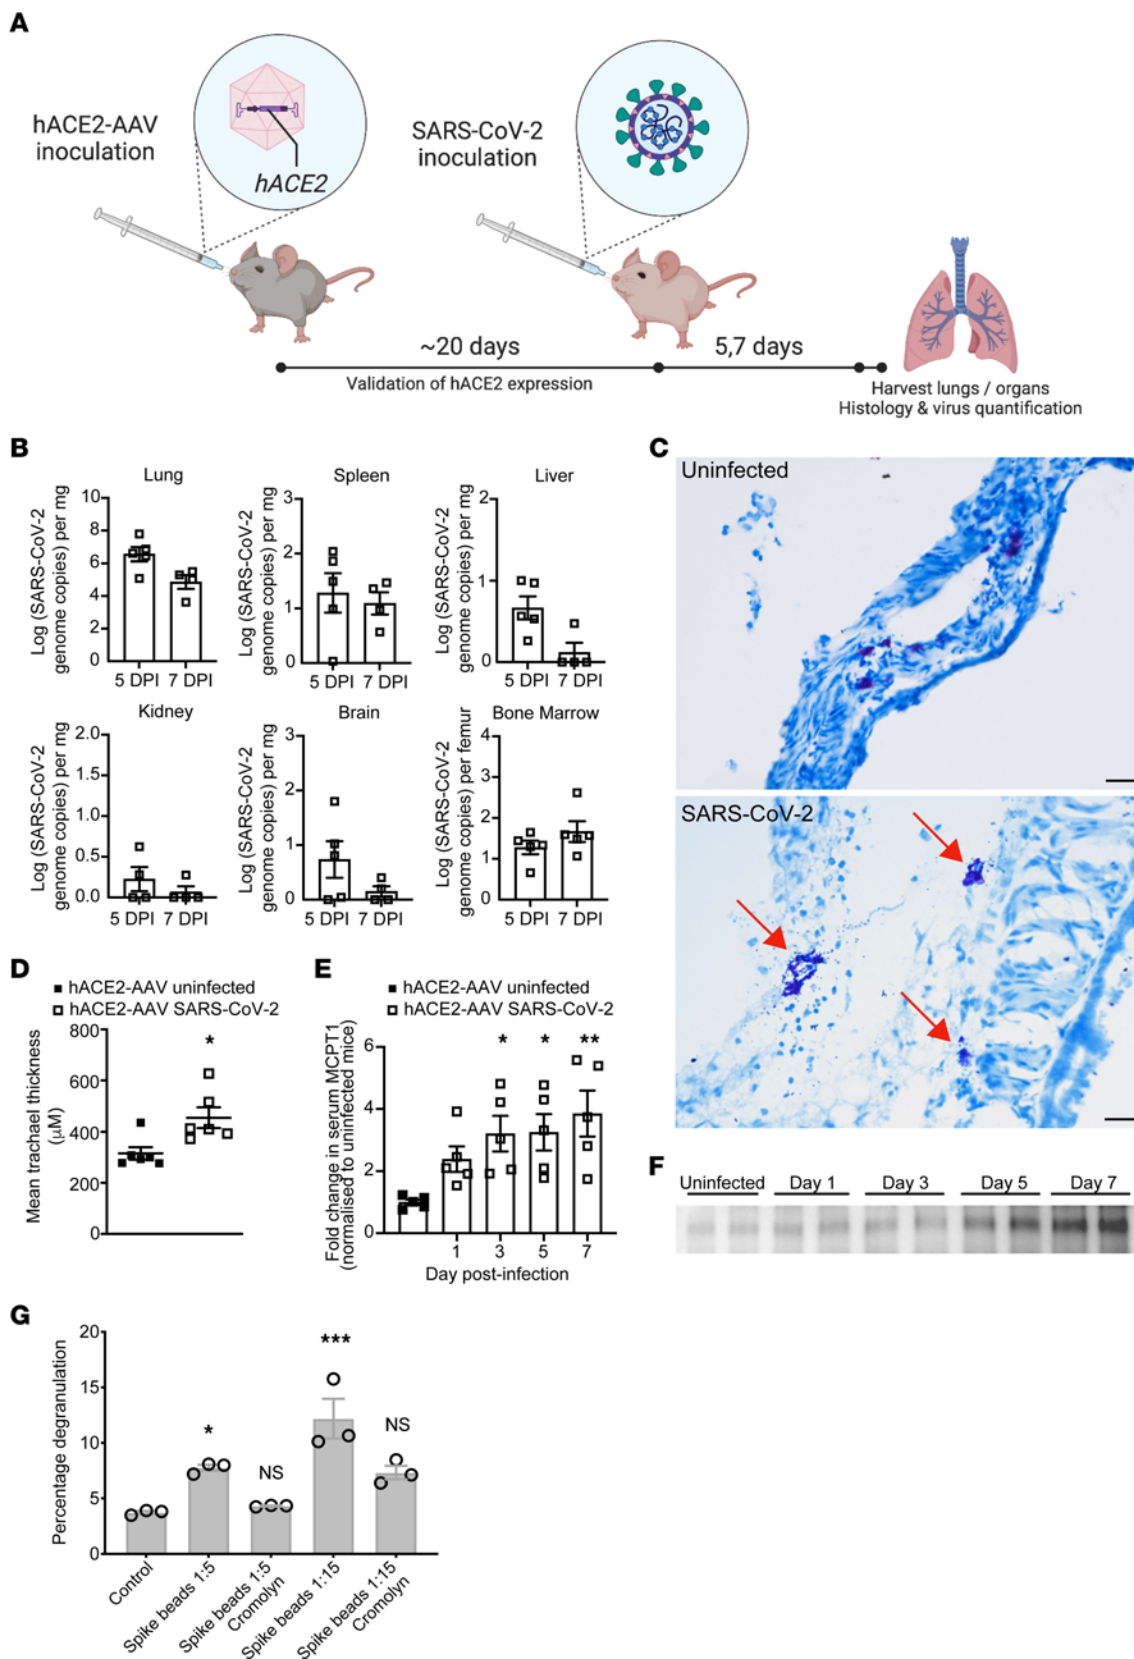 A
hACE2-AAV
inoculation
hACE2
SARS-CoV-2
inoculation
~20 days
5,7 days
Validation of hACE2 expression
Harvest lungs / organs
Histology & virus quantification
B
Lung
Log (SARS-CoV-2
genome copies) per mg
10
8
6
4
2
0
5 DPI
7 DPI
Spleen
Log (SARS-CoV-2
genome copies) per mg
3
2
1
0
5 DPI
7 DPI
Liver
Log (SARS-CoV-2
genome copies) per mg
2
1
0
5 DPI
7 DPI
Kidney
Log (SARS-CoV-2
genome copies) per mg
2.0
1.5
1.0
0.5
0.0
5 DPI
7 DPI
Brain
Log (SARS-CoV-2
genome copies) per mg
3
2
1
0
5 DPI
7 DPI
Bone Marrow
Log (SARS-CoV-2
genome copies) per femur
4
3
2
1
0
5 DPI
7 DPI
C
Uninfected
SARS-CoV-2
D
hACE2-AAV uninfected
hACE2-AAV SARS-CoV-2
Mean trachael thickness
(μM)
800
600
400
200
0
*
E
hACE2-AAV uninfected
hACE2-AAV SARS-CoV-2
Fold change in serum MCPT1
(normalised to uninfected mice)
6
4
2
0
*
*
**
1
3
5
7
Day post-infection
F
Uninfected
Day 1
Day 3
Day 5
Day 7
G
Percentage degranulation
20
15
10
5
0
*
NS
***
NS
Control
Spike beads 1:5
Spike beads 1:5
Cromolyn
Spike beads 1:15
Spike beads 1:15
Cromolyn